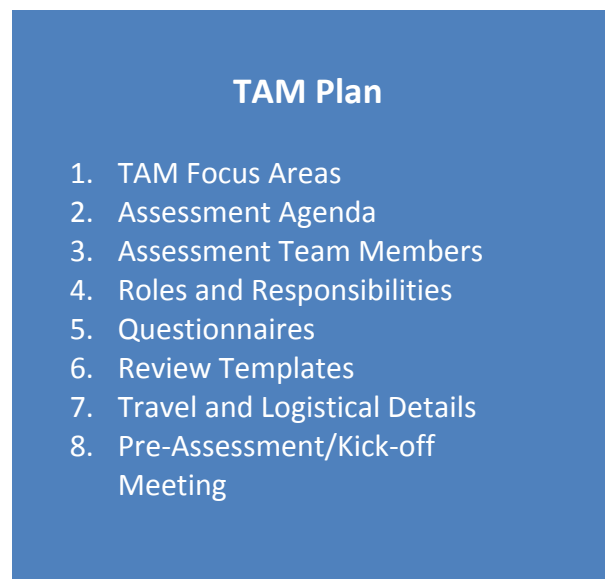 TAM Plan
1. TAM Focus Areas
2. Assessment Agenda
3. Assessment Team Members
4. Roles and Responsibilities
5. Questionnaires
6. Review Templates
7. Travel and Logistical Details
8. Pre-Assessment/Kick-off
Meeting